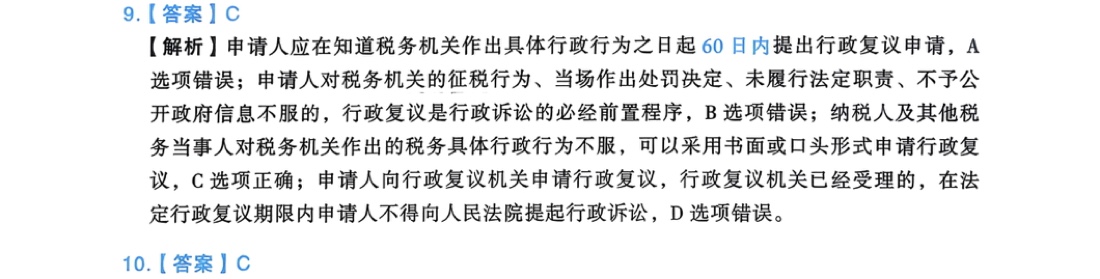 9.【答案】C
【解析】申请人应在知道税务机关作出具体行政行为之日起 60 日内提出行政复议申请，A
选项错误；申请人对税务机关的征税行为、当场作出处罚决定、未履行法定职责、不予公
开政府信息不服的，行政复议是行政诉讼的必经前置程序，B 选项错误；纳税人及其他税
务当事人对税务机关作出的税务具体行政行为不服，可以采用书面或口头形式申请行政复
议，C 选项正确；申请人向行政复议机关申请行政复议，行政复议机关已经受理的，在法
定行政复议期限内申请人不得向人民法院提起行政诉讼，D 选项错误。
10.【答案】C